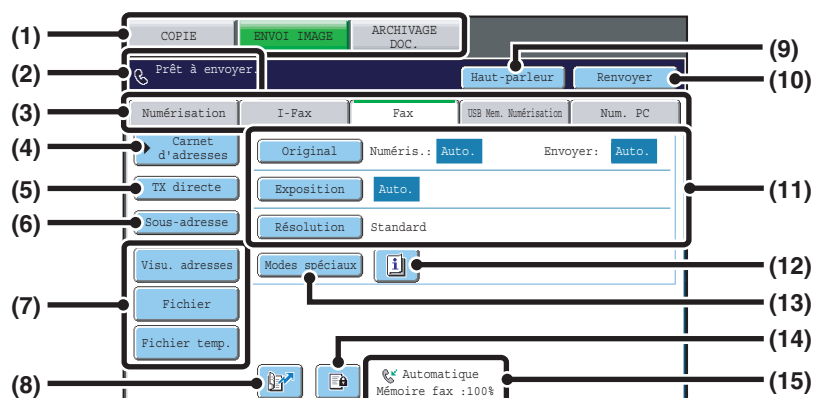 COPIE ENVOI IMAGE ARCHIVAGE DOC.
(1)
(2) Prêt à envoyer.
Haut-parleur Renvoyer
(9)
(10)
(3) Numérisation I-Fax Fax USB Mem. Numérisation Num. PC
(4) Carnet d'adresses
Original Numéris.: Auto. Envoyer: Auto.
(5) TX directe
Exposition Auto.
(11)
(6) Sous-adresse
Résolution Standard
Visu. adresses
Modes spéciaux
(12)
(7) Fichier
(13)
Fichier temp.
(14)
(8)
Automatique
Mémoire fax :100%
(15)